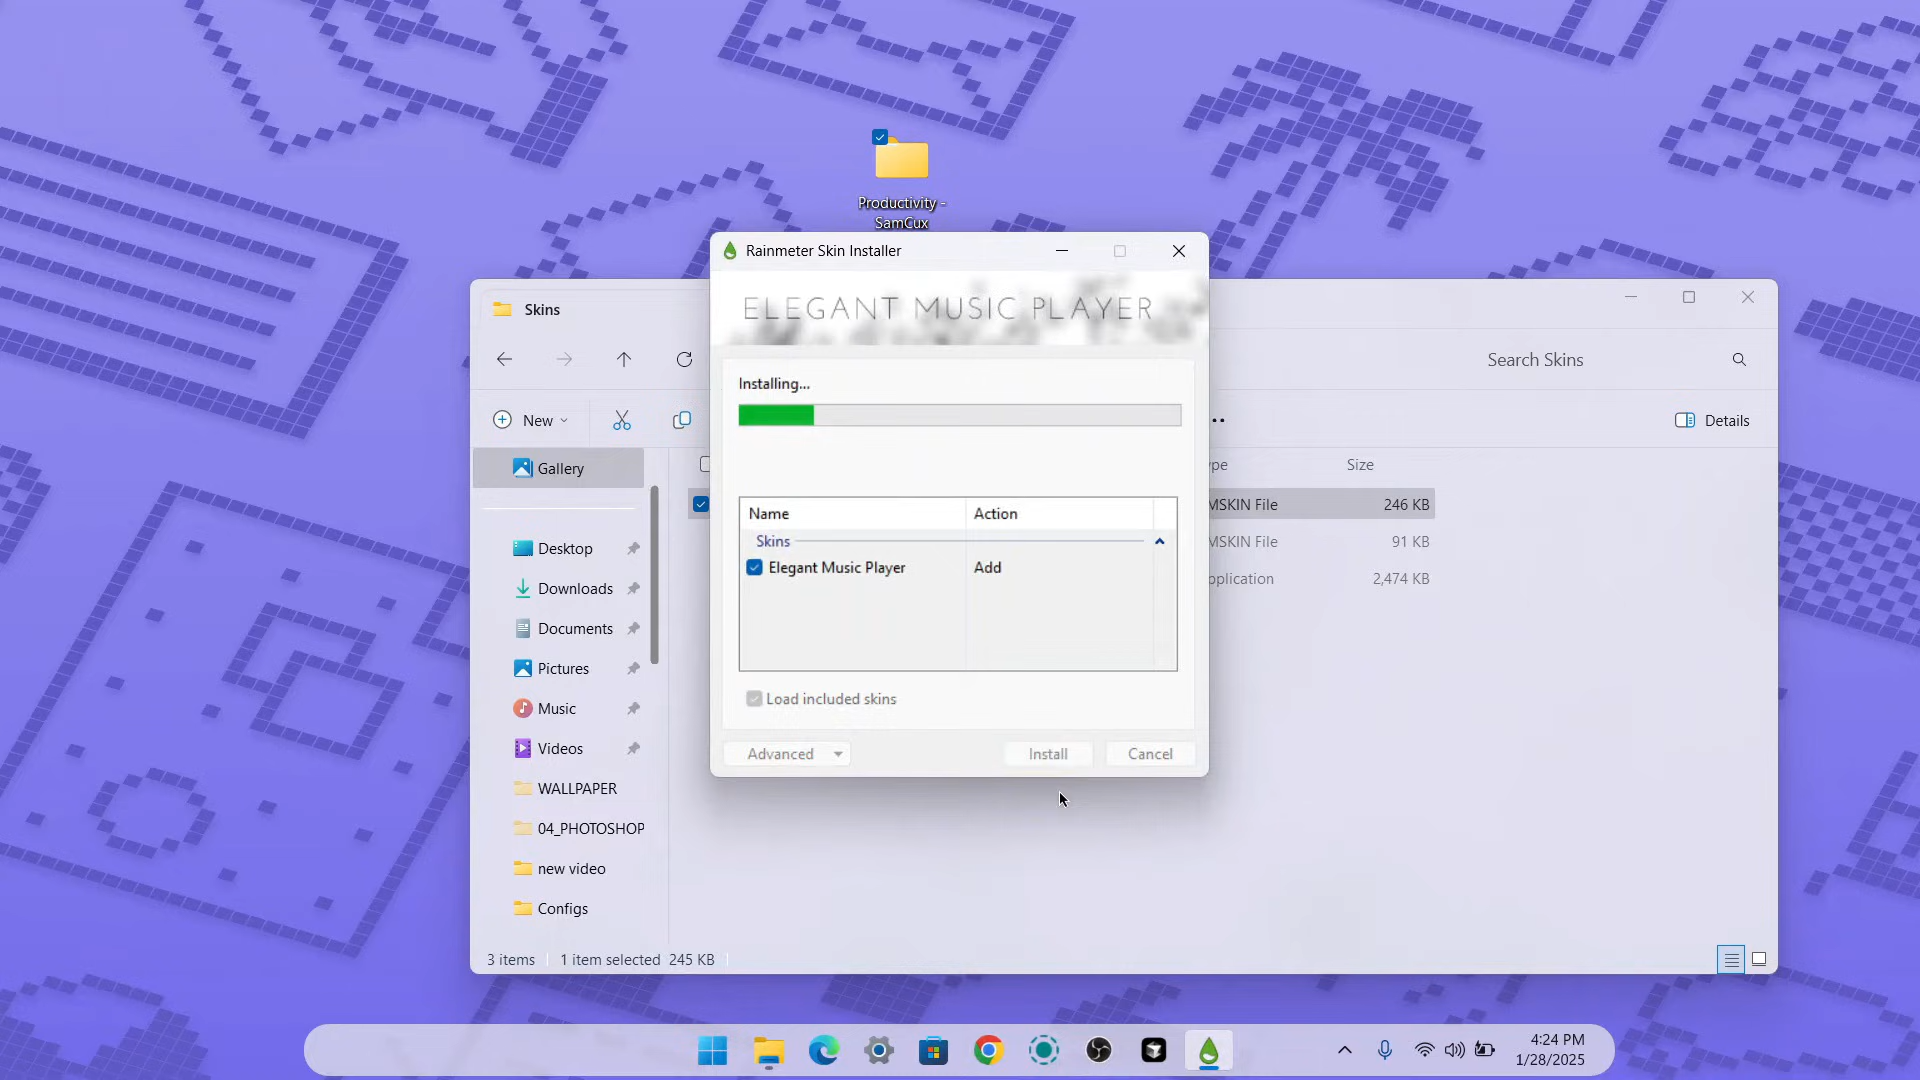 Productivity -
SamCux
Rainmeter Skin Installer
ELEGANT MUSIC PLAYER
Skins
Search Skins
Installing...
New
Details
Gallery
Size
Name Action
MSKIN File 246 KB
Skins
MSKIN File 91 KB
Desktop
Elegant Music Player Add
pplication 2,474 KB
Downloads
Documents
Pictures
Load included skins
Music
Videos
Advanced Install Cancel
WALLPAPER
04_PHOTOSHOP
new video
Configs
3 items 1 item selected 245 KB
4:24 PM
1/28/2025